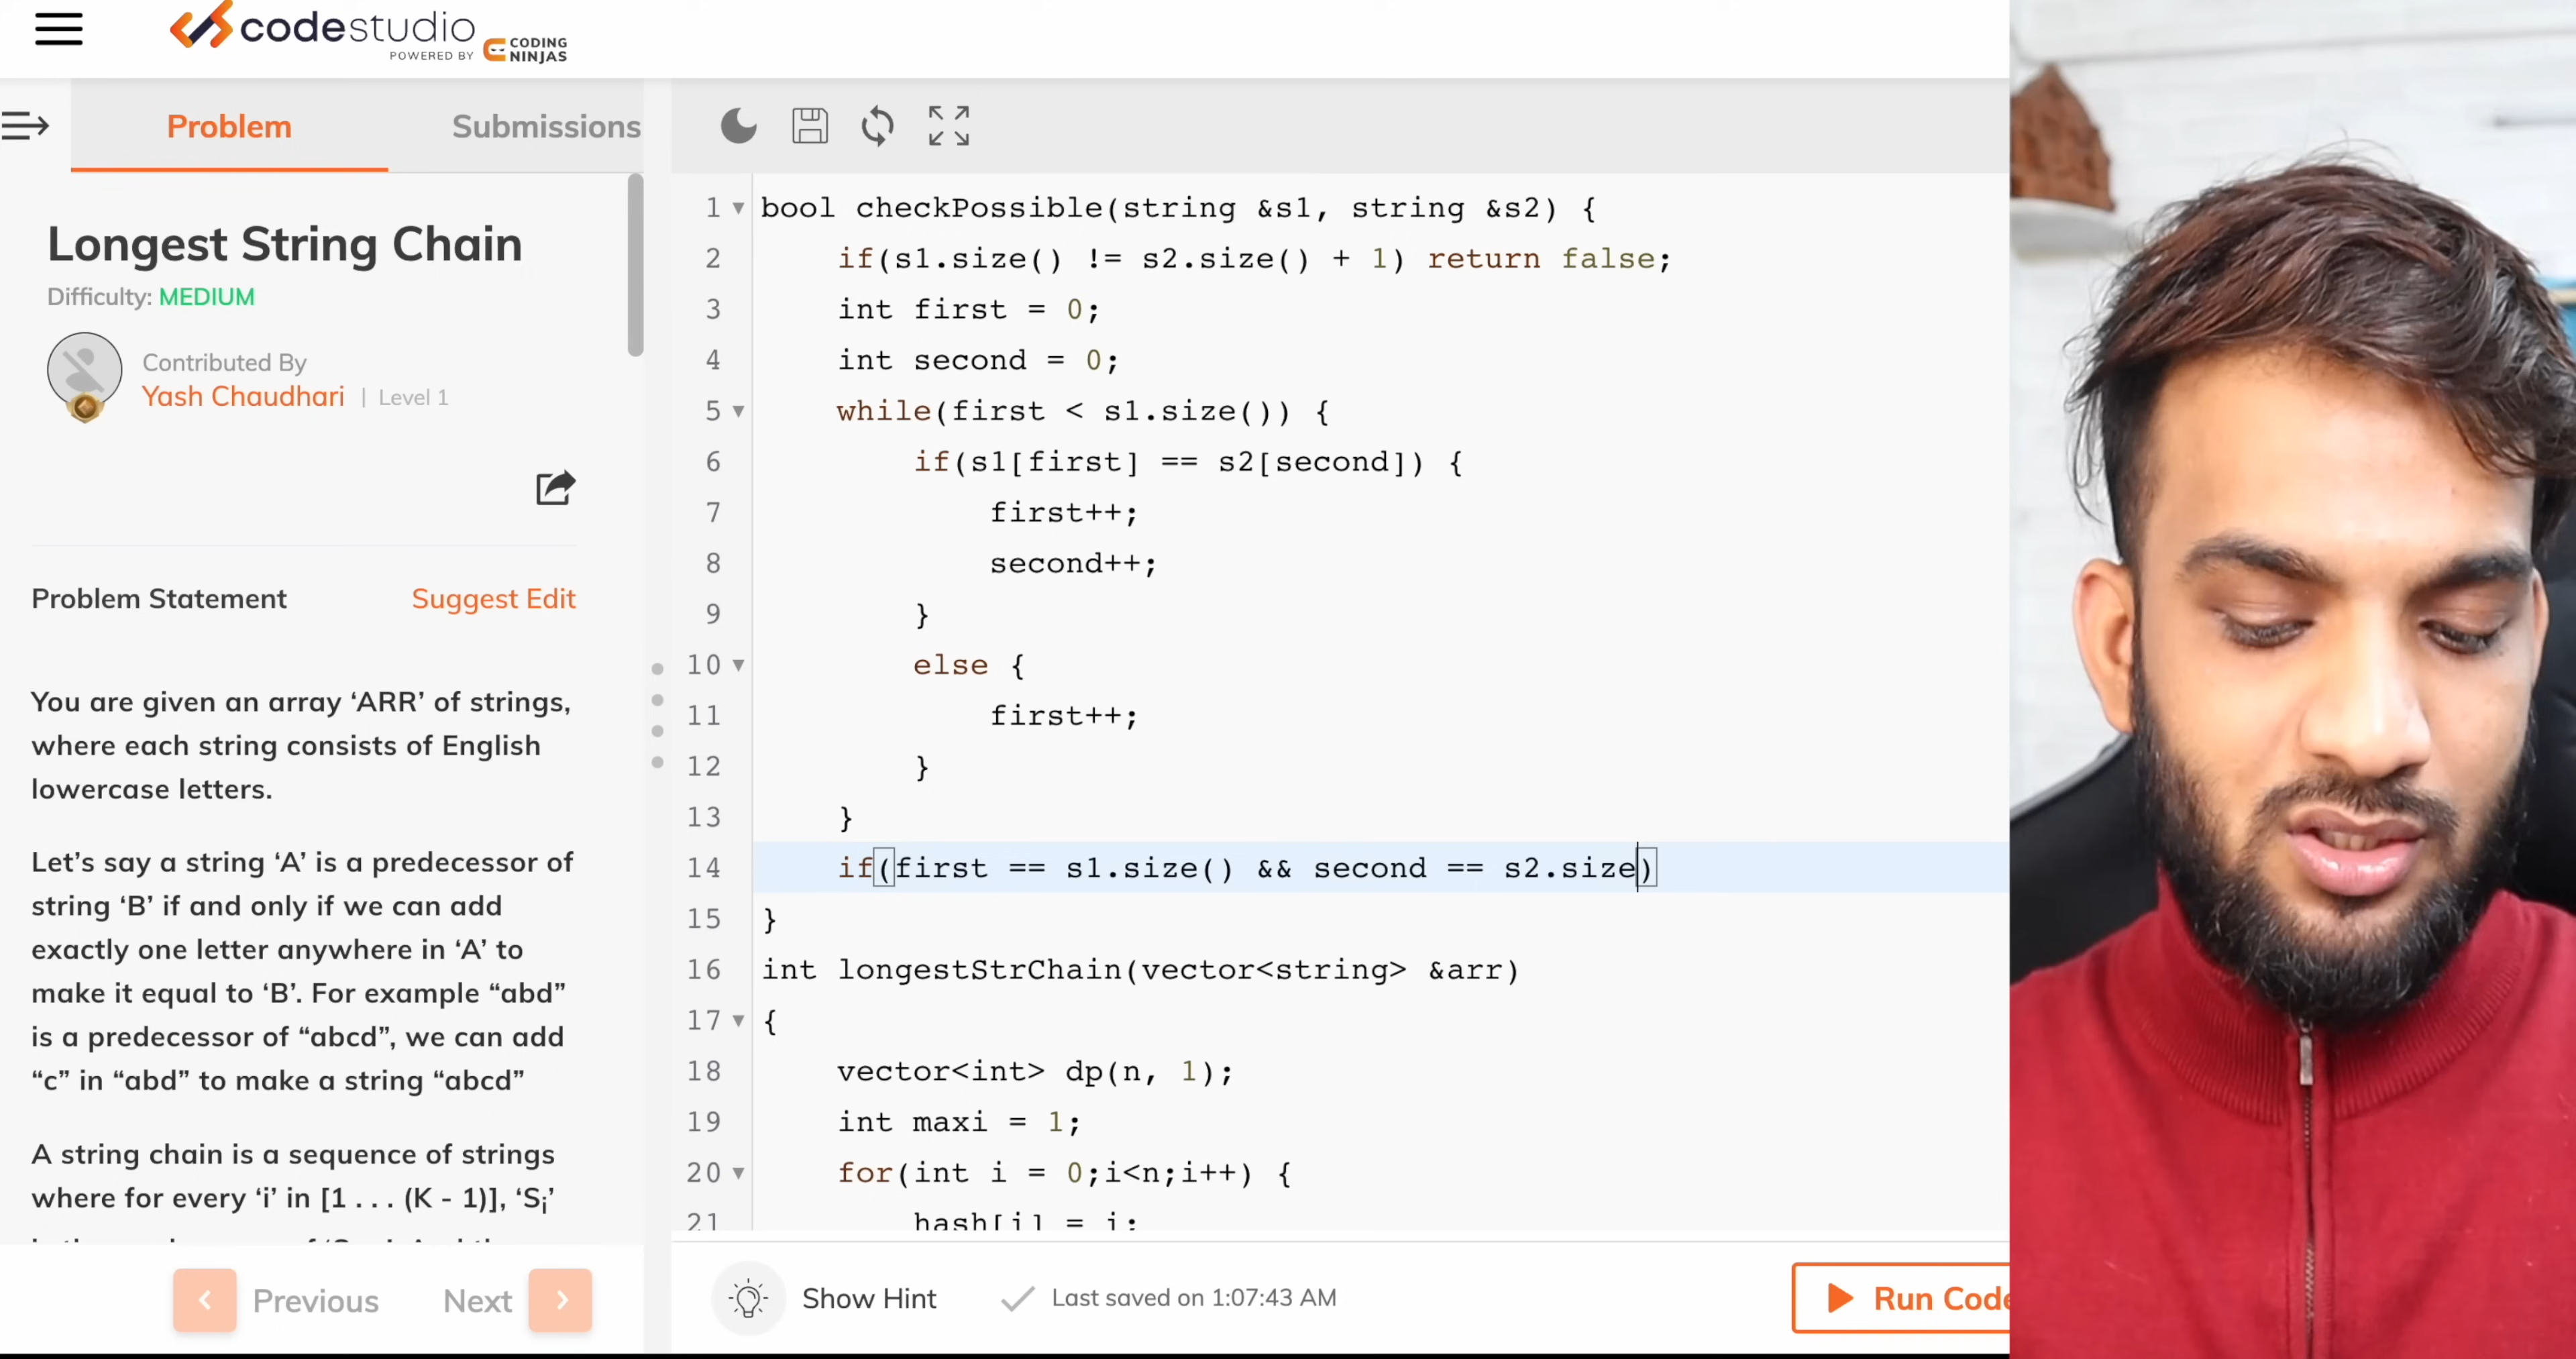 codestudio
POWERED BY CODING NINJAS
Problem Submissions
Longest String Chain
Difficulty: MEDIUM
Contributed By
Yash Chaudhari | Level 1
Problem Statement Suggest Edit
You are given an array ‘ARR’ of strings,
where each string consists of English
lowercase letters.
Let’s say a string ‘A’ is a predecessor of
string ‘B’ if and only if we can add
exactly one letter anywhere in ‘A’ to
make it equal to ‘B’. For example “abd”
is a predecessor of “abcd”, we can add
“c” in “abd” to make a string “abcd”
A string chain is a sequence of strings
where for every ‘i’ in [1 . . . (K - 1)], ‘Si’
Previous Next
1 bool checkPossible(string &s1, string &s2) {
2 if(s1.size() != s2.size() + 1) return false;
3 int first = 0;
4 int second = 0;
5 while(first < s1.size()) {
6 if(s1[first] == s2[second]) {
7 first++;
8 second++;
9 }
10 else {
11 first++;
12 }
13 }
14 if(first == s1.size() && second == s2.size)
15 }
16 int longestStrChain(vector<string> &arr)
17 {
18 vector<int> dp(n, 1);
19 int maxi = 1;
20 for(int i = 0;i<n;i++) {
21 hash[i] = i;
Show Hint Last saved on 1:07:43 AM
Run Code